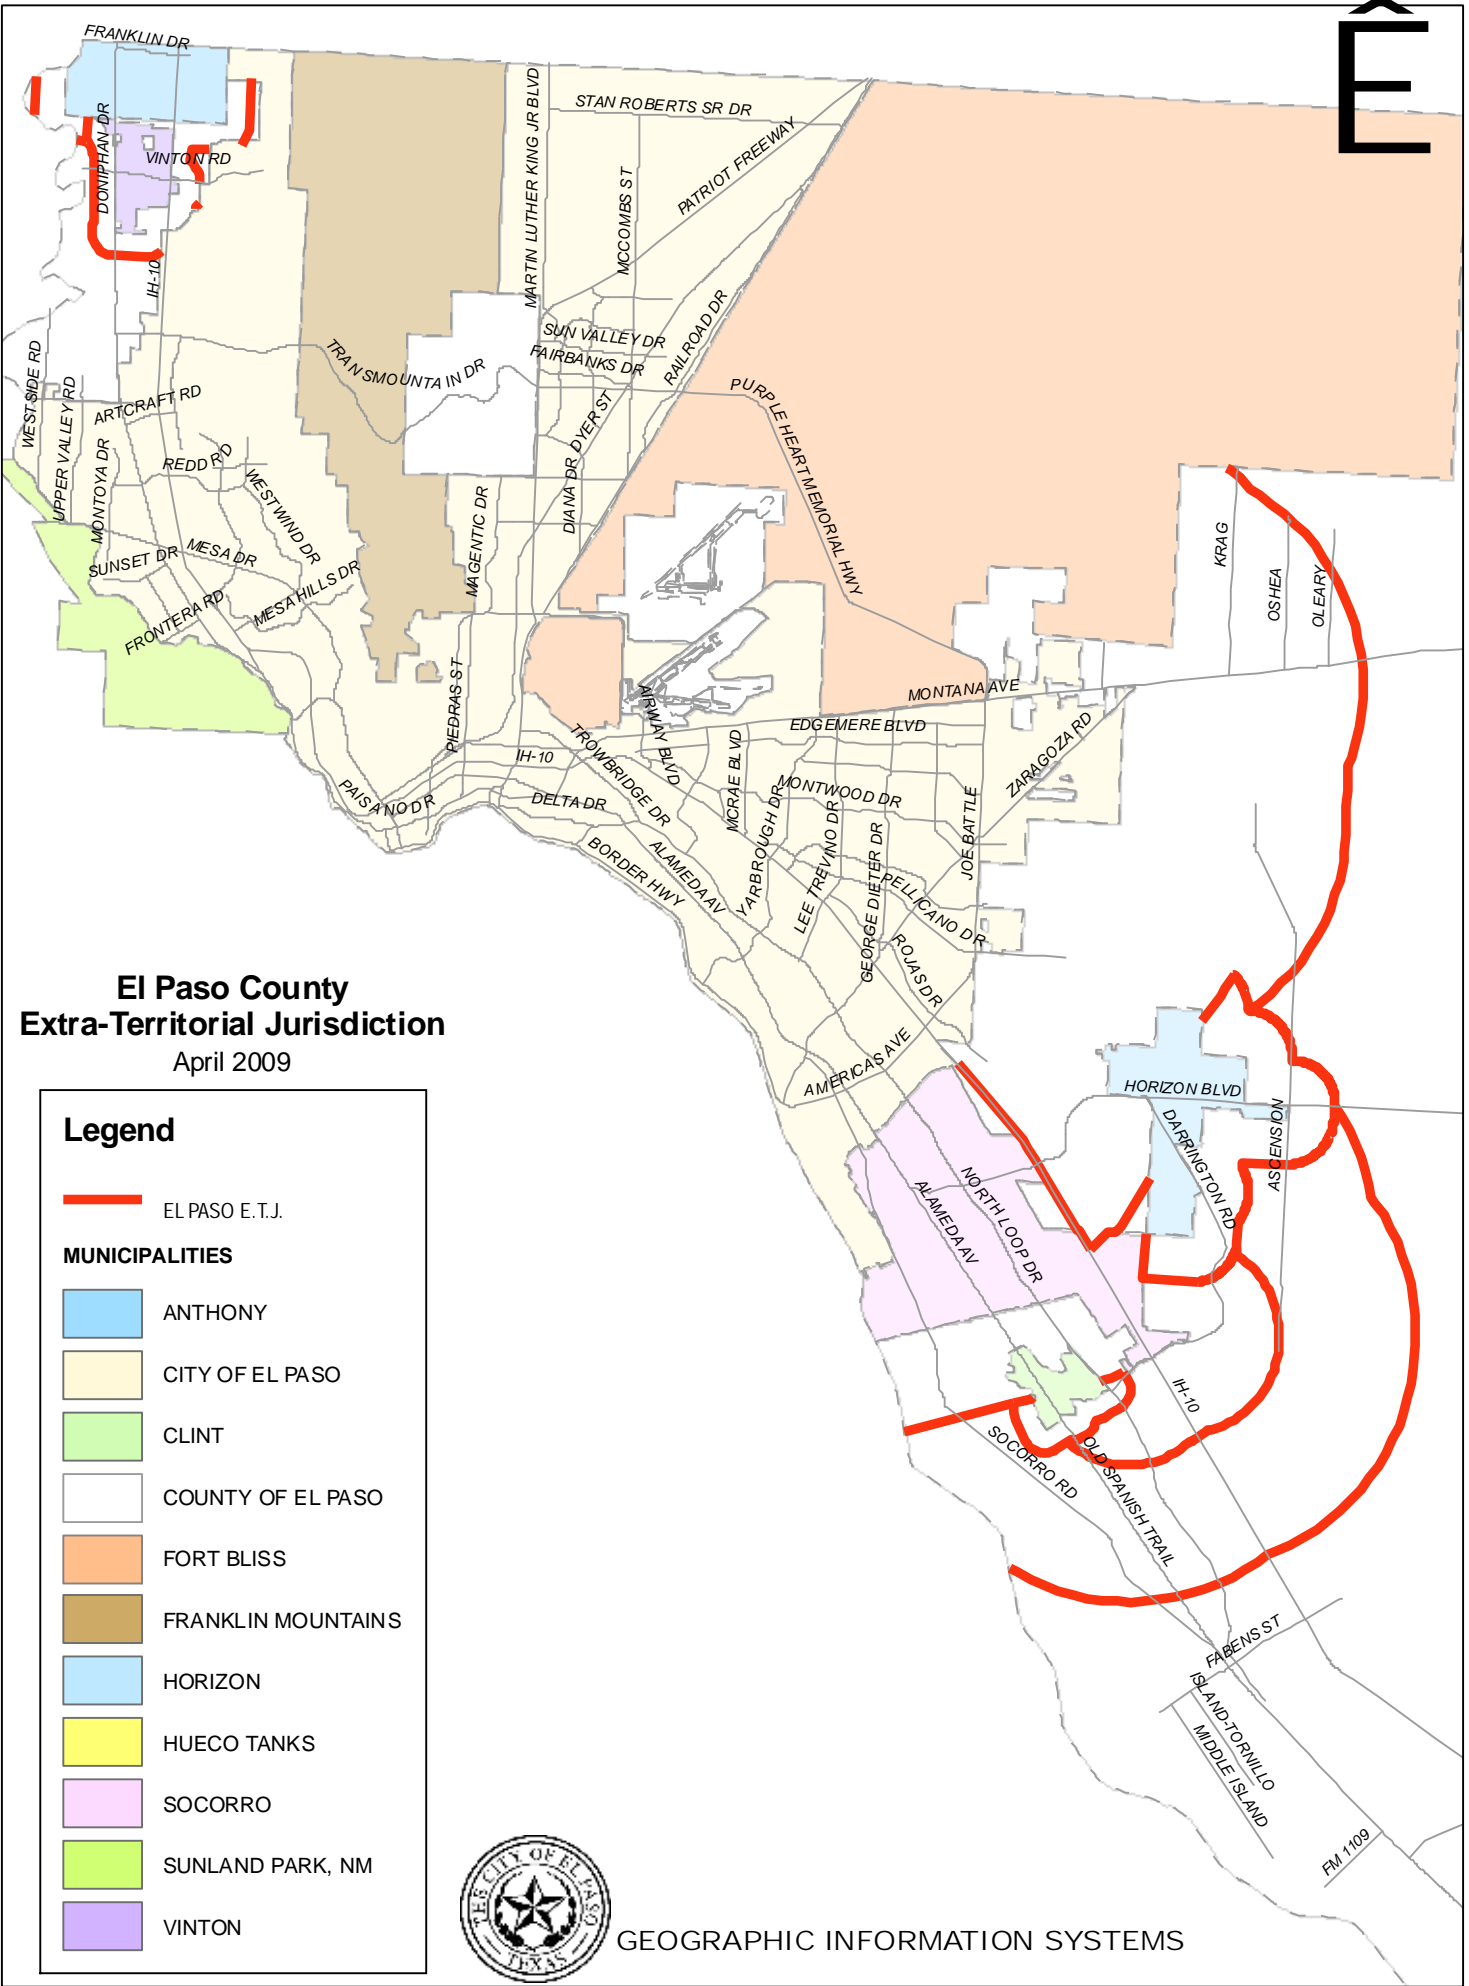 Ê
FRANKLIN DR
DONIPHAN DR
VINTON RD
IH-10
STAN ROBERTS SR DR
MARTIN LUTHER KING JR BLVD
MCCOMBS ST
PATRIOT FREEWAY
SUN VALLEY DR
FAIRBANKS DR
RAILROAD DR
TRANSMOUNTAIN DR
DIANA DR
DYER ST
PURPLE HEART MEMORIAL HWY
WESTSIDE RD
UPPER VALLEY RD
ARTCRAFT RD
MONTOYA DR
REDD RD
WESTWIND DR
SUNSET DR
MESA DR
MESA HILLS DR
FRONTERA RD
MAGENTIC DR
PIEDRAS ST
KRAG
OSHEA
OLEARY
AIRWAY BLVD
MONTANA AVE
EDGEMERE BLVD
ZARAGOZA RD
IH-10
TROWBRIDGE DR
PAISANO DR
DELTA DR
MCRAE BLVD
MONTWOOD DR
YARBROUGH DR
LEE TREVINO DR
GEORGE DIETER DR
JOE BATTLE
BORDER HWY
ALAMEDA AV
PELLICANO DR
ROJAS DR
AMERICAS AVE
HORIZON BLVD
DARRINGTON RD
ASCENSION
ALAMEDA AV
NORTH LOOP DR
IH-10
SOCORRO RD
OLD SPANISH TRAIL
FABENS ST
ISLAND-TORNILLO
MIDDLE ISLAND
FM 1109
El Paso County
Extra-Territorial Jurisdiction
April 2009
Legend
EL PASO E.T.J.
MUNICIPALITIES
ANTHONY
CITY OF EL PASO
CLINT
COUNTY OF EL PASO
FORT BLISS
FRANKLIN MOUNTAINS
HORIZON
HUECO TANKS
SOCORRO
SUNLAND PARK, NM
VINTON
THE CITY OF EL PASO
TEXAS
GEOGRAPHIC INFORMATION SYSTEMS